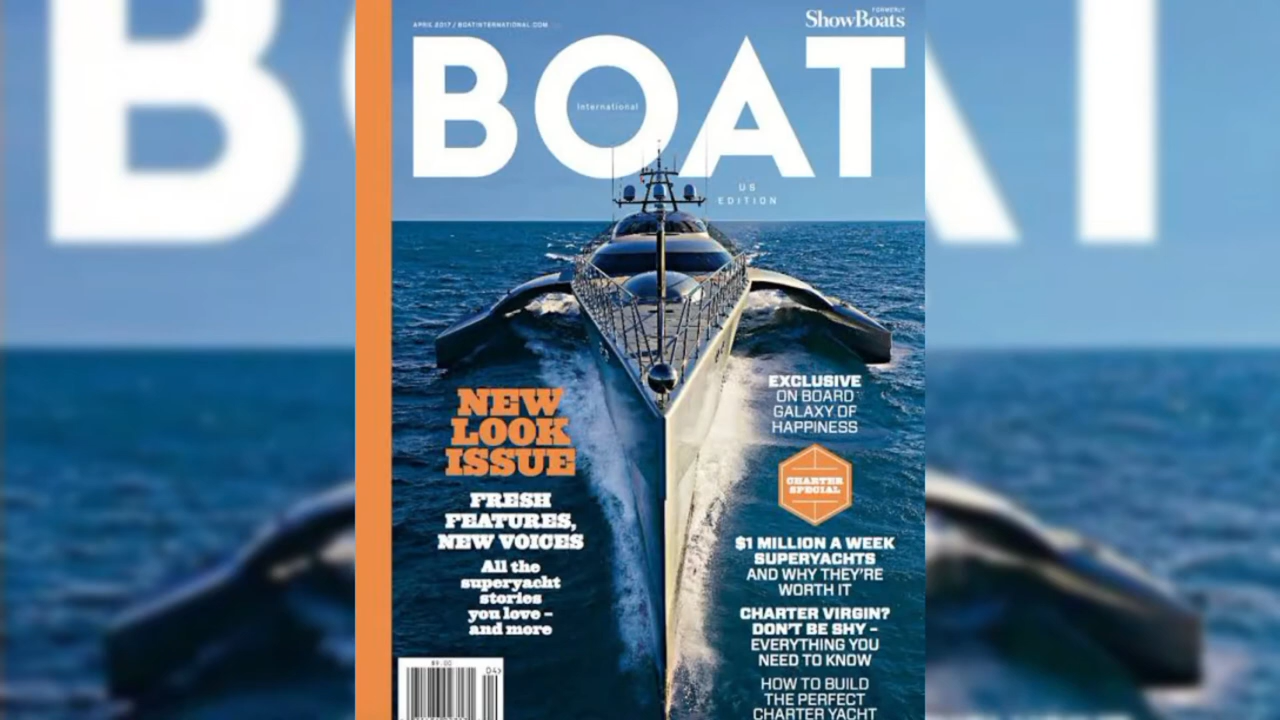 APRIL 2017 / BOATINTERNATIONAL.COM
FORMERLY
ShowBoats
BOAT
International
US
EDITION
NEW
LOOK
ISSUE
FRESH
FEATURES,
NEW VOICES
All the
superyacht
stories
you love –
and more
EXCLUSIVE
ON BOARD
GALAXY OF
HAPPINESS
CHARTER
SPECIAL
$1 MILLION A WEEK
SUPERYACHTS
AND WHY THEY'RE
WORTH IT
CHARTER VIRGIN?
DON'T BE SHY –
EVERYTHING YOU
NEED TO KNOW
HOW TO BUILD
THE PERFECT
CHARTER YACHT
$9.00
04>